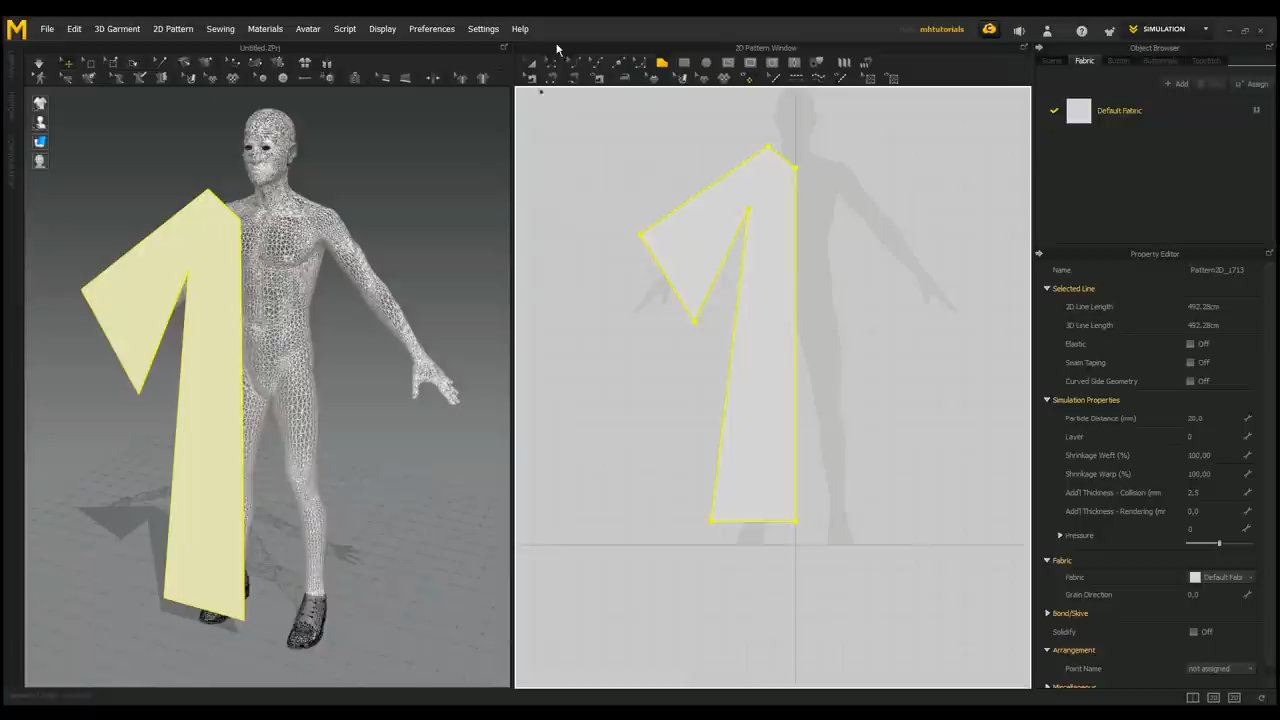 M File Edit 3D Garment 2D Pattern Sewing Materials Avatar Script Display Preferences Settings Help mhtutorials SIMULATION
Untitled.ZPrj 2D Pattern Window Object Browser
Scene Fabric Button Buttonhole Topstitch
+ Add Assign
Default Fabric
Property Editor
Name Pattern2D_1713
Selected Line
2D Line Length 492.28cm
3D Line Length 492.28cm
Elastic Off
Seam Taping Off
Curved Side Geometry Off
Simulation Properties
Particle Distance (mm) 20,0
Layer 0
Shrinkage Weft (%) 100,00
Shrinkage Warp (%) 100,00
Add'l Thickness - Collision (mm 2,5
Add'l Thickness - Rendering (mr 0,0
Pressure 0
Fabric
Fabric Default Fabr
Grain Direction 0,0
Bond/Skive
Solidify Off
Arrangement
Point Name not assigned